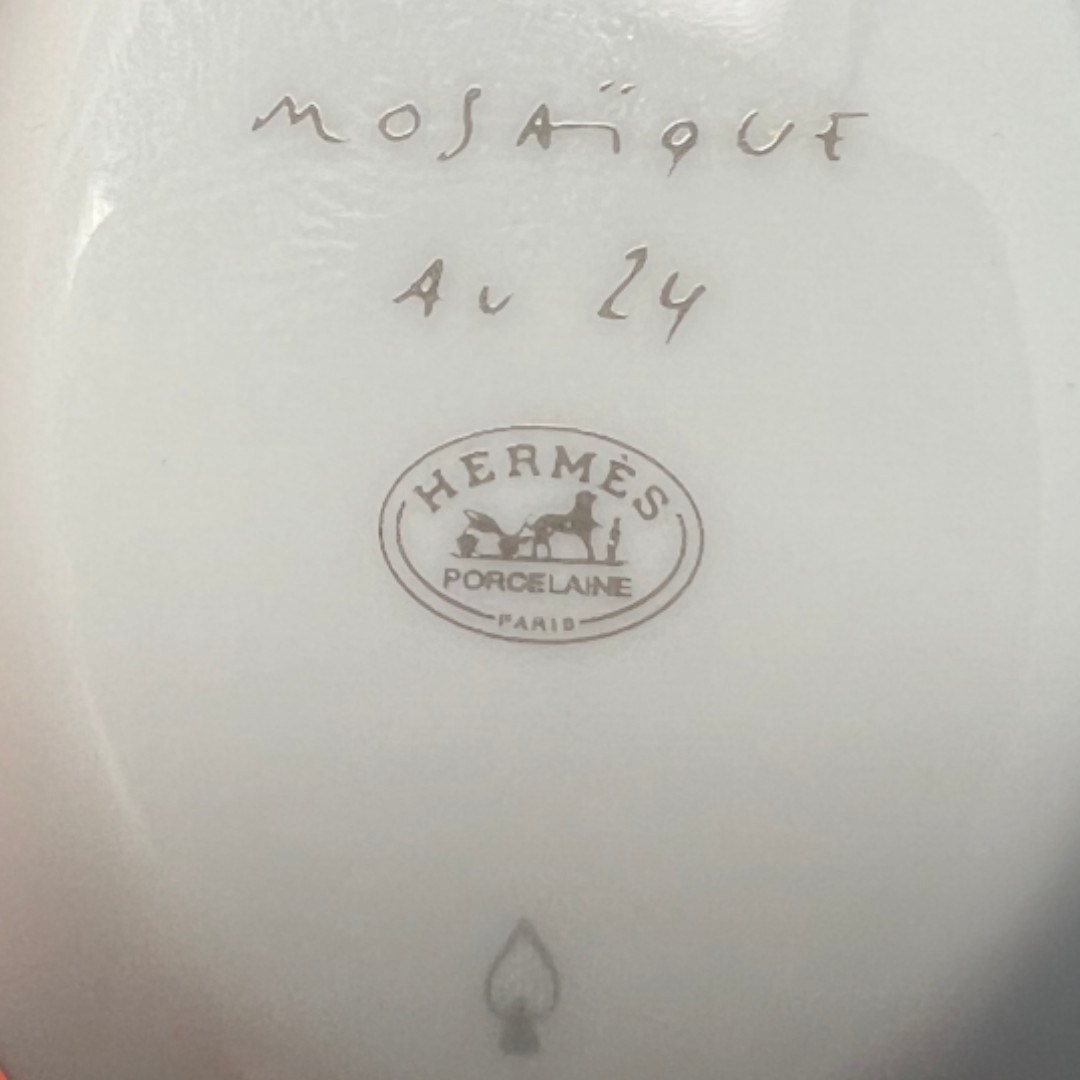 MOSAÏQUE
AU 24
HERMÈS
PORCELAINE
PARIS